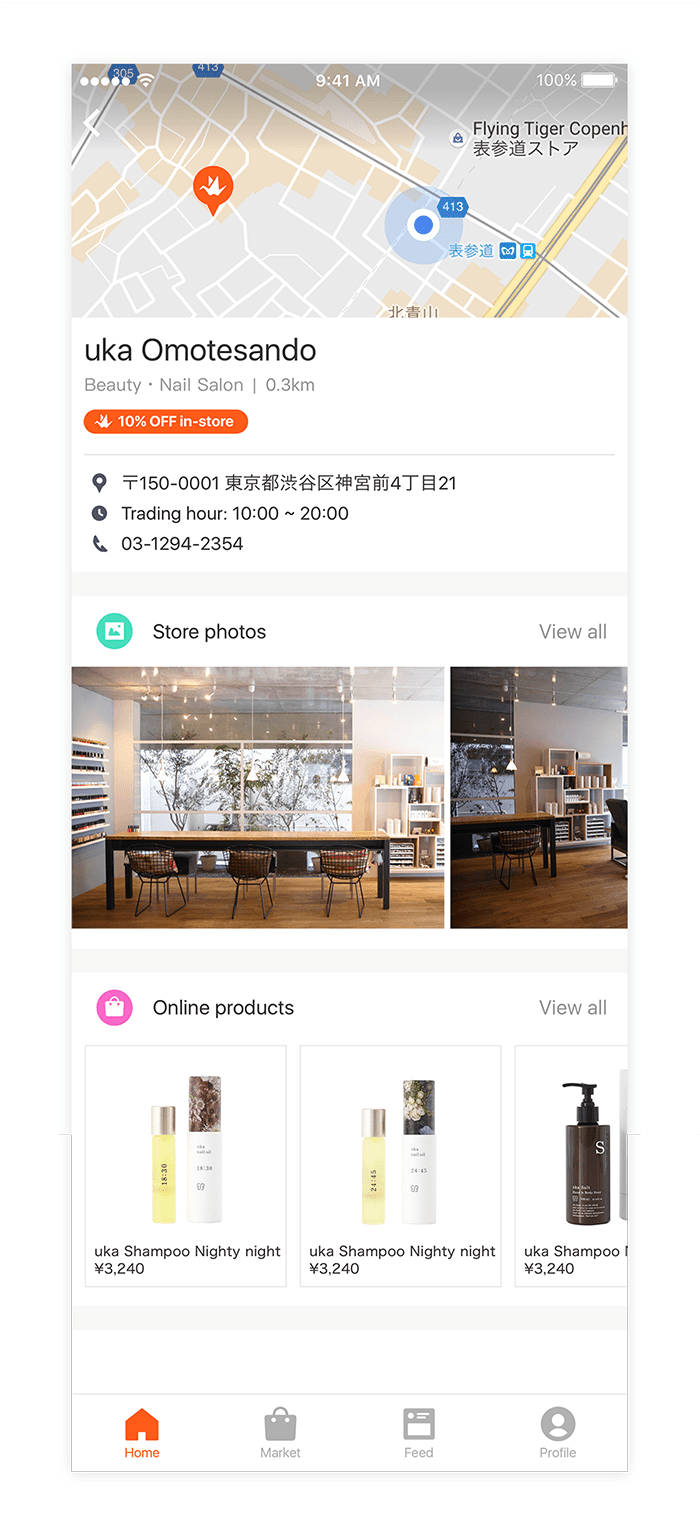 305
413
9:41 AM
100%
Flying Tiger Copenh
表参道ストア
413
表参道
北青山
uka Omotesando
Beauty・Nail Salon | 0.3km
10% OFF in-store
〒150-0001 東京都渋谷区神宮前4丁目21
Trading hour: 10:00 ~ 20:00
03-1294-2354
Store photos
View all
Online products
View all
uka
nail oil
18:30
18:30
uka
nail oil
24:45
24:45
S
uka Shampoo Nighty night
¥3,240
uka Shampoo Nighty night
¥3,240
uka Shampoo
¥3,240
Home
Market
Feed
Profile